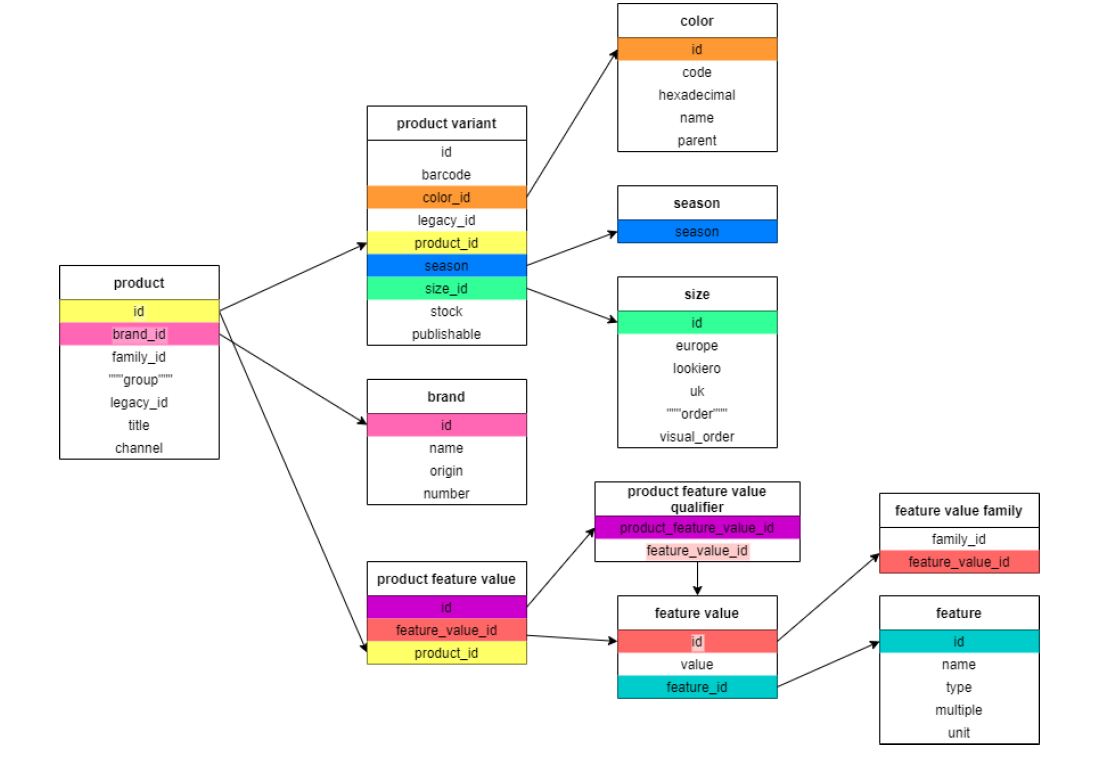 product
id
brand_id
family_id
"""group"""
legacy_id
title
channel
product variant
id
barcode
color_id
legacy_id
product_id
season
size_id
stock
publishable
brand
id
name
origin
number
product feature value
id
feature_value_id
product_id
color
id
code
hexadecimal
name
parent
season
season
size
id
europe
lookiero
uk
"""order"""
visual_order
product feature value
qualifier
product_feature_value_id
feature_value_id
feature value
id
value
feature_id
feature value family
family_id
feature_value_id
feature
id
name
type
multiple
unit